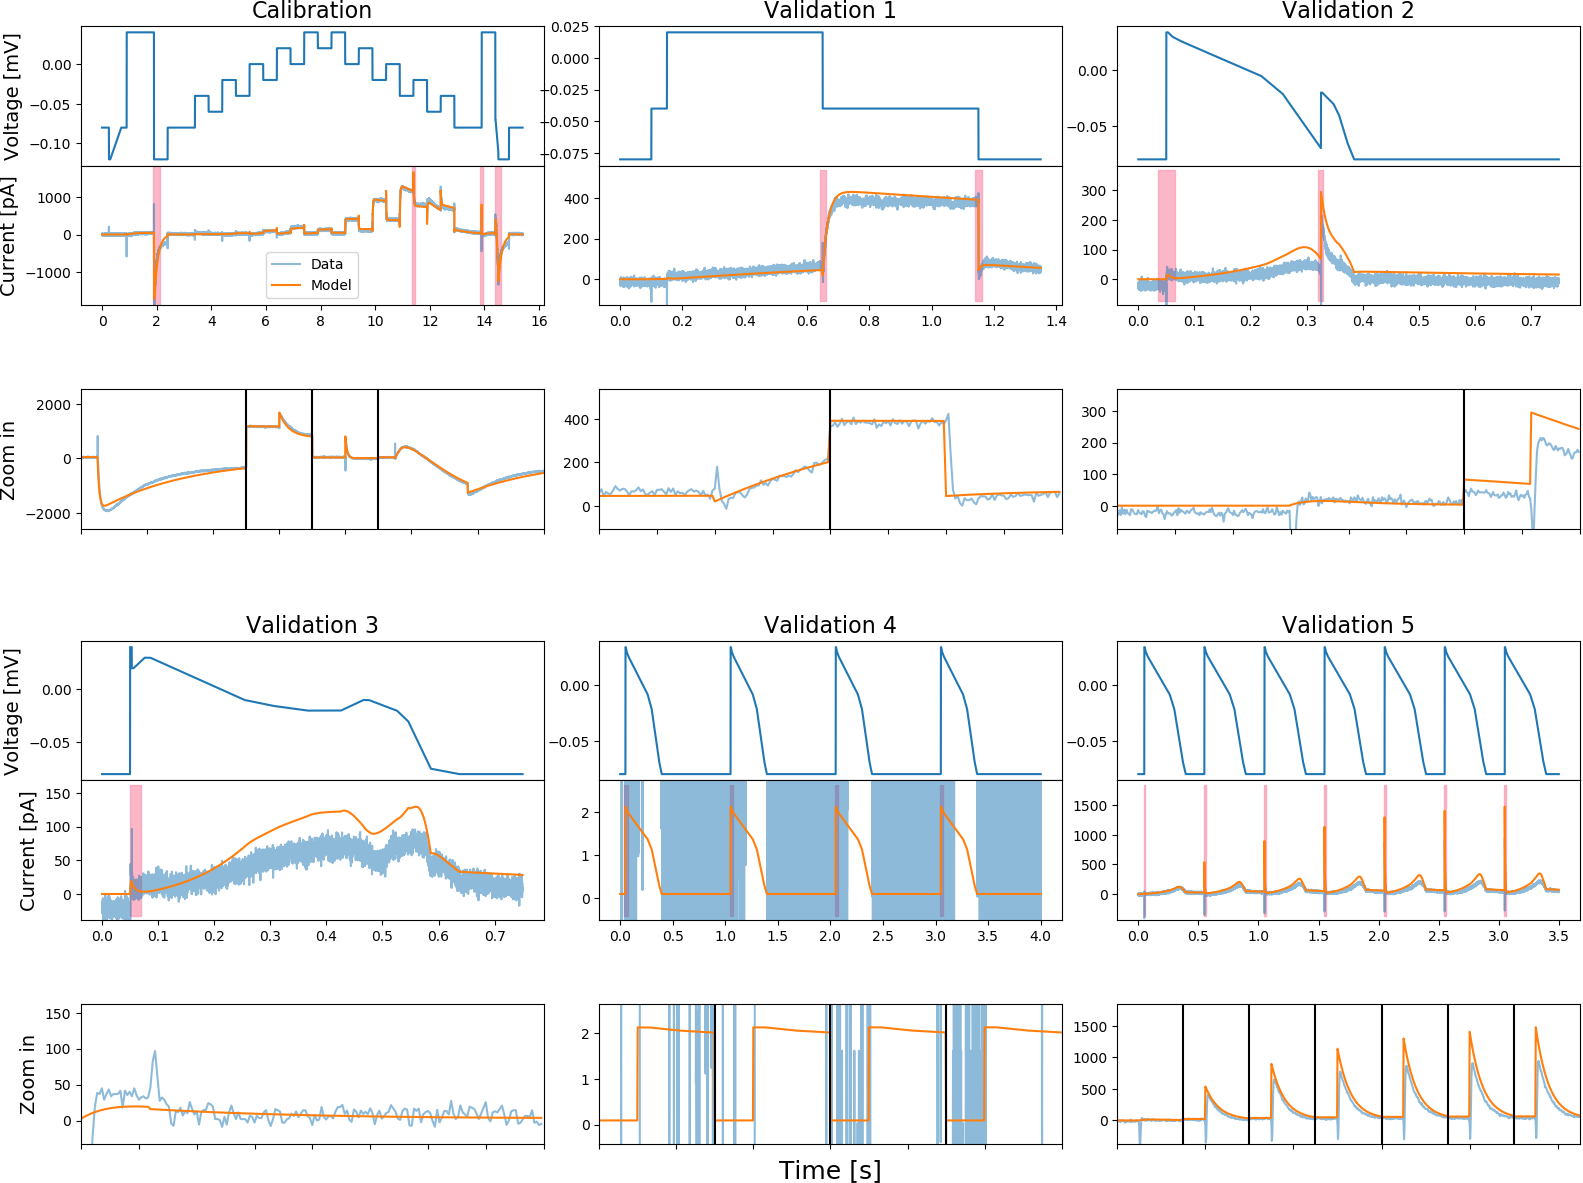 Calibration
Validation 1
Validation 2
Voltage [mV]
0.00
−0.05
−0.10
0.025
0.000
−0.025
−0.050
−0.075
0.00
−0.05
Current [pA]
1000
0
−1000
Data
Model
400
200
0
300
200
100
0
0 2 4 6 8 10 12 14 16
0.0 0.2 0.4 0.6 0.8 1.0 1.2 1.4
0.0 0.1 0.2 0.3 0.4 0.5 0.6 0.7
Zoom in
2000
0
−2000
400
200
0
300
200
100
0
Validation 3
Validation 4
Validation 5
Voltage [mV]
0.00
−0.05
0.00
−0.05
0.00
−0.05
Current [pA]
150
100
50
0
2
1
0
1500
1000
500
0
0.0 0.1 0.2 0.3 0.4 0.5 0.6 0.7
0.0 0.5 1.0 1.5 2.0 2.5 3.0 3.5 4.0
0.0 0.5 1.0 1.5 2.0 2.5 3.0 3.5
Zoom in
150
100
50
0
2
1
0
1500
1000
500
0
Time [s]